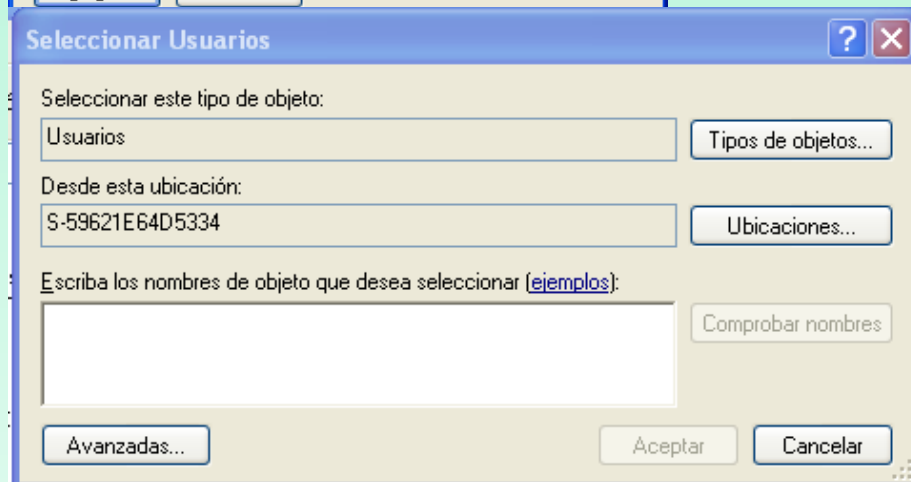 Seleccionar Usuarios
Seleccionar este tipo de objeto:
Usuarios
Tipos de objetos...
Desde esta ubicación:
S-59621E64D5334
Ubicaciones...
Escriba los nombres de objeto que desea seleccionar (ejemplos):
Comprobar nombres
Avanzadas...
Aceptar
Cancelar